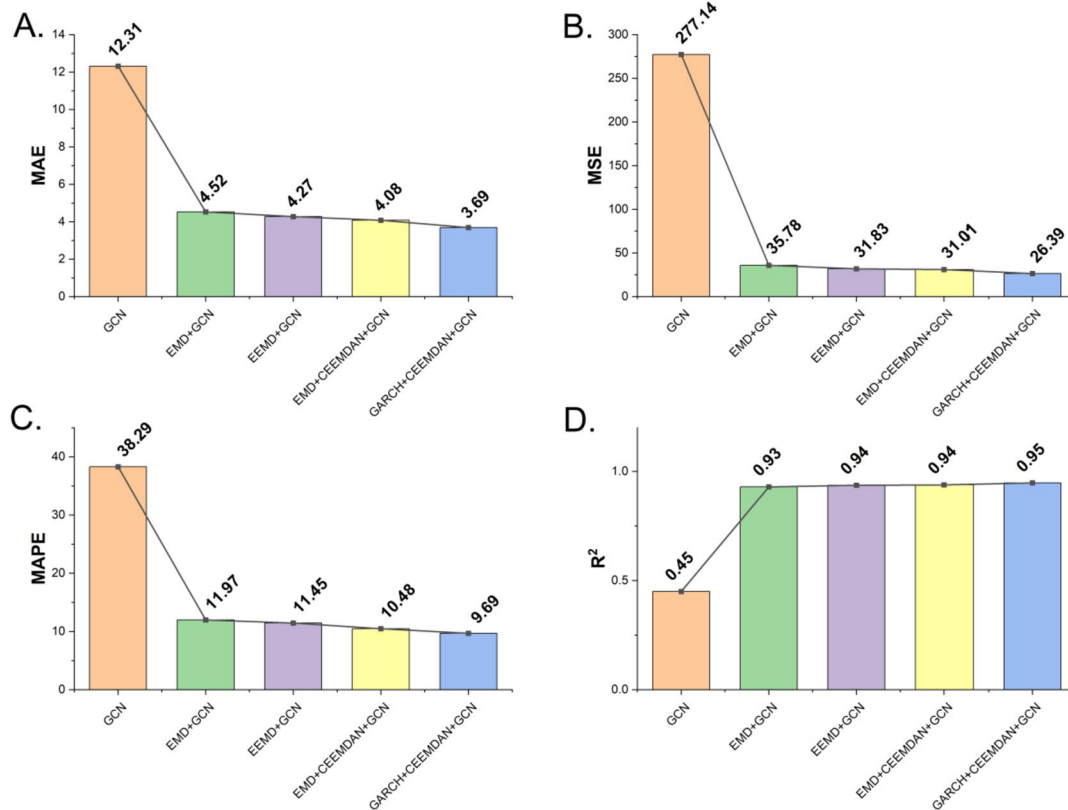 A.
14
12
10
8
6
4
2
0
MAE
12.31
4.52
4.27
4.08
3.69
GCN
EMD+GCN
EEMD+GCN
EMD+CEEMDAN+GCN
GARCH+CEEMDAN+GCN
B.
300
250
200
150
100
50
0
MSE
277.14
35.78
31.83
31.01
26.39
GCN
EMD+GCN
EEMD+GCN
EMD+CEEMDAN+GCN
GARCH+CEEMDAN+GCN
C.
40
30
20
10
0
MAPE
38.29
11.97
11.45
10.48
9.69
GCN
EMD+GCN
EEMD+GCN
EMD+CEEMDAN+GCN
GARCH+CEEMDAN+GCN
D.
1.0
0.5
0.0
R²
0.45
0.93
0.94
0.94
0.95
GCN
EMD+GCN
EEMD+GCN
EMD+CEEMDAN+GCN
GARCH+CEEMDAN+GCN